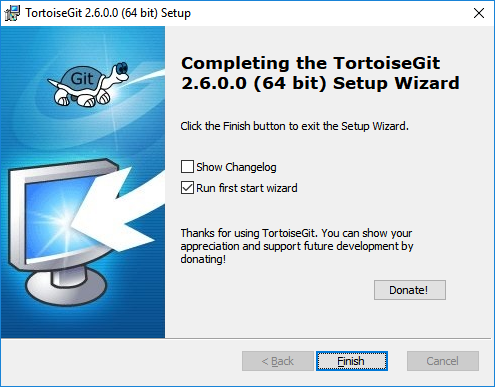 TortoiseGit 2.6.0.0 (64 bit) Setup
Git
Completing the TortoiseGit
2.6.0.0 (64 bit) Setup Wizard
Click the Finish button to exit the Setup Wizard.
Show Changelog
Run first start wizard
Thanks for using TortoiseGit. You can show your
appreciation and support future development by
donating!
Donate!
< Back Finish Cancel